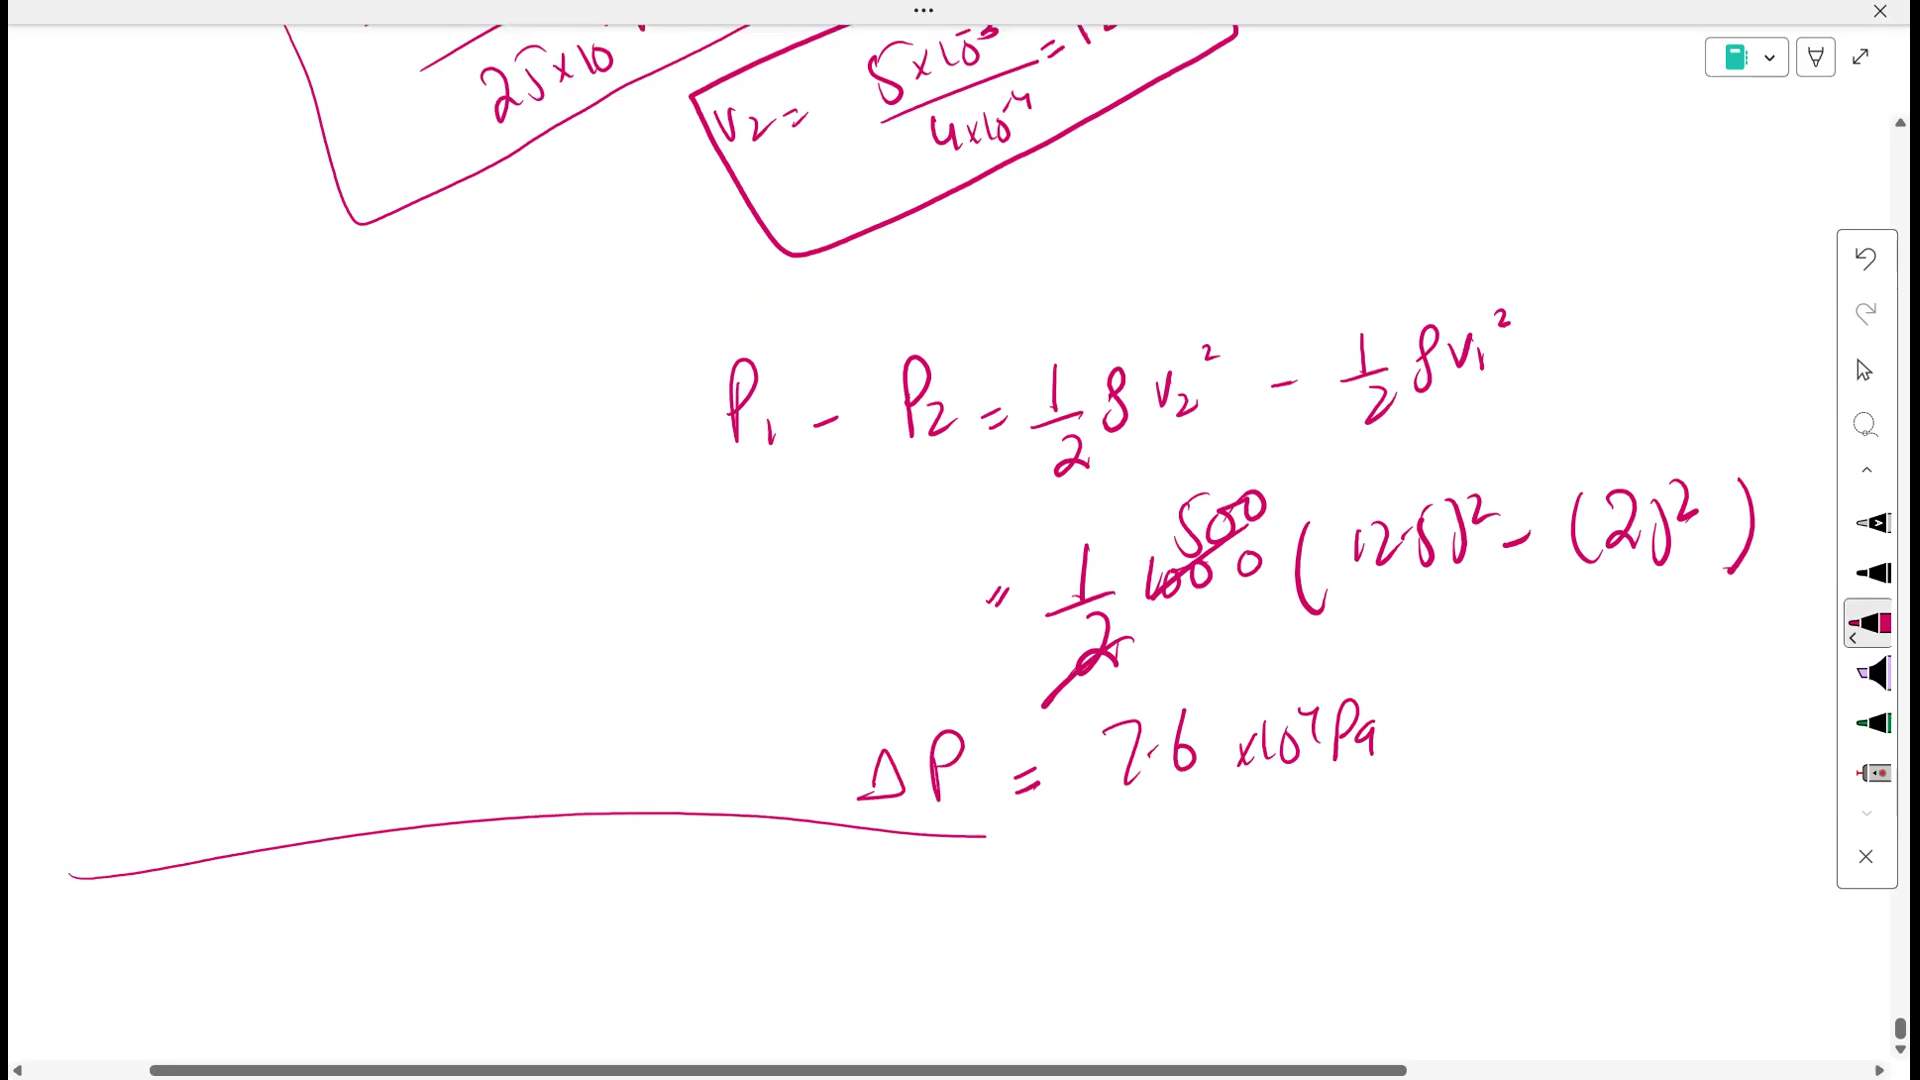 25×10
v2 = 5×10⁻³ / 4×10⁻⁴ = 12
P₁ - P₂ = 1/2 ρ v₂² - 1/2 ρ v₁²
= 1/2 1000 500 ( 12.5)² - (2)² )
ΔP = 7.6 ×10⁴ Pa